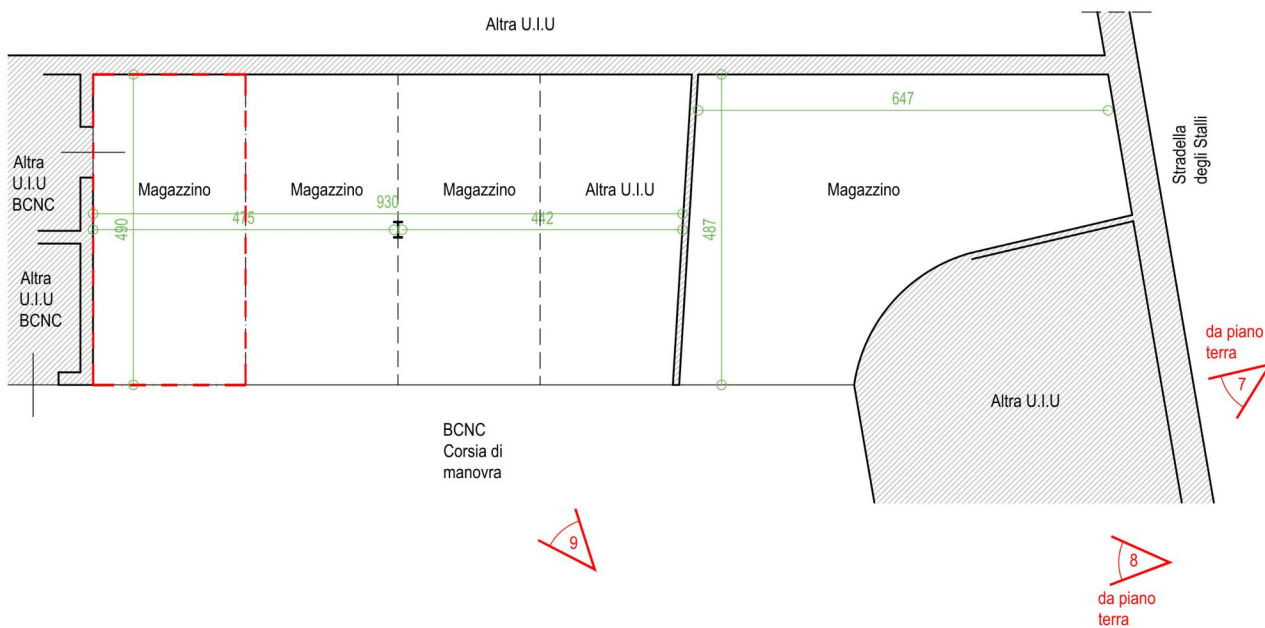 Altra U.I.U
647
Stradella
degli Stalli
Altra
U.I.U
BCNC
Magazzino
Magazzino
Magazzino
Altra U.I.U
Magazzino
930
475
442
490
487
Altra
U.I.U
BCNC
da piano
terra
7
Altra U.I.U
BCNC
Corsia di
manovra
9
8
da piano
terra